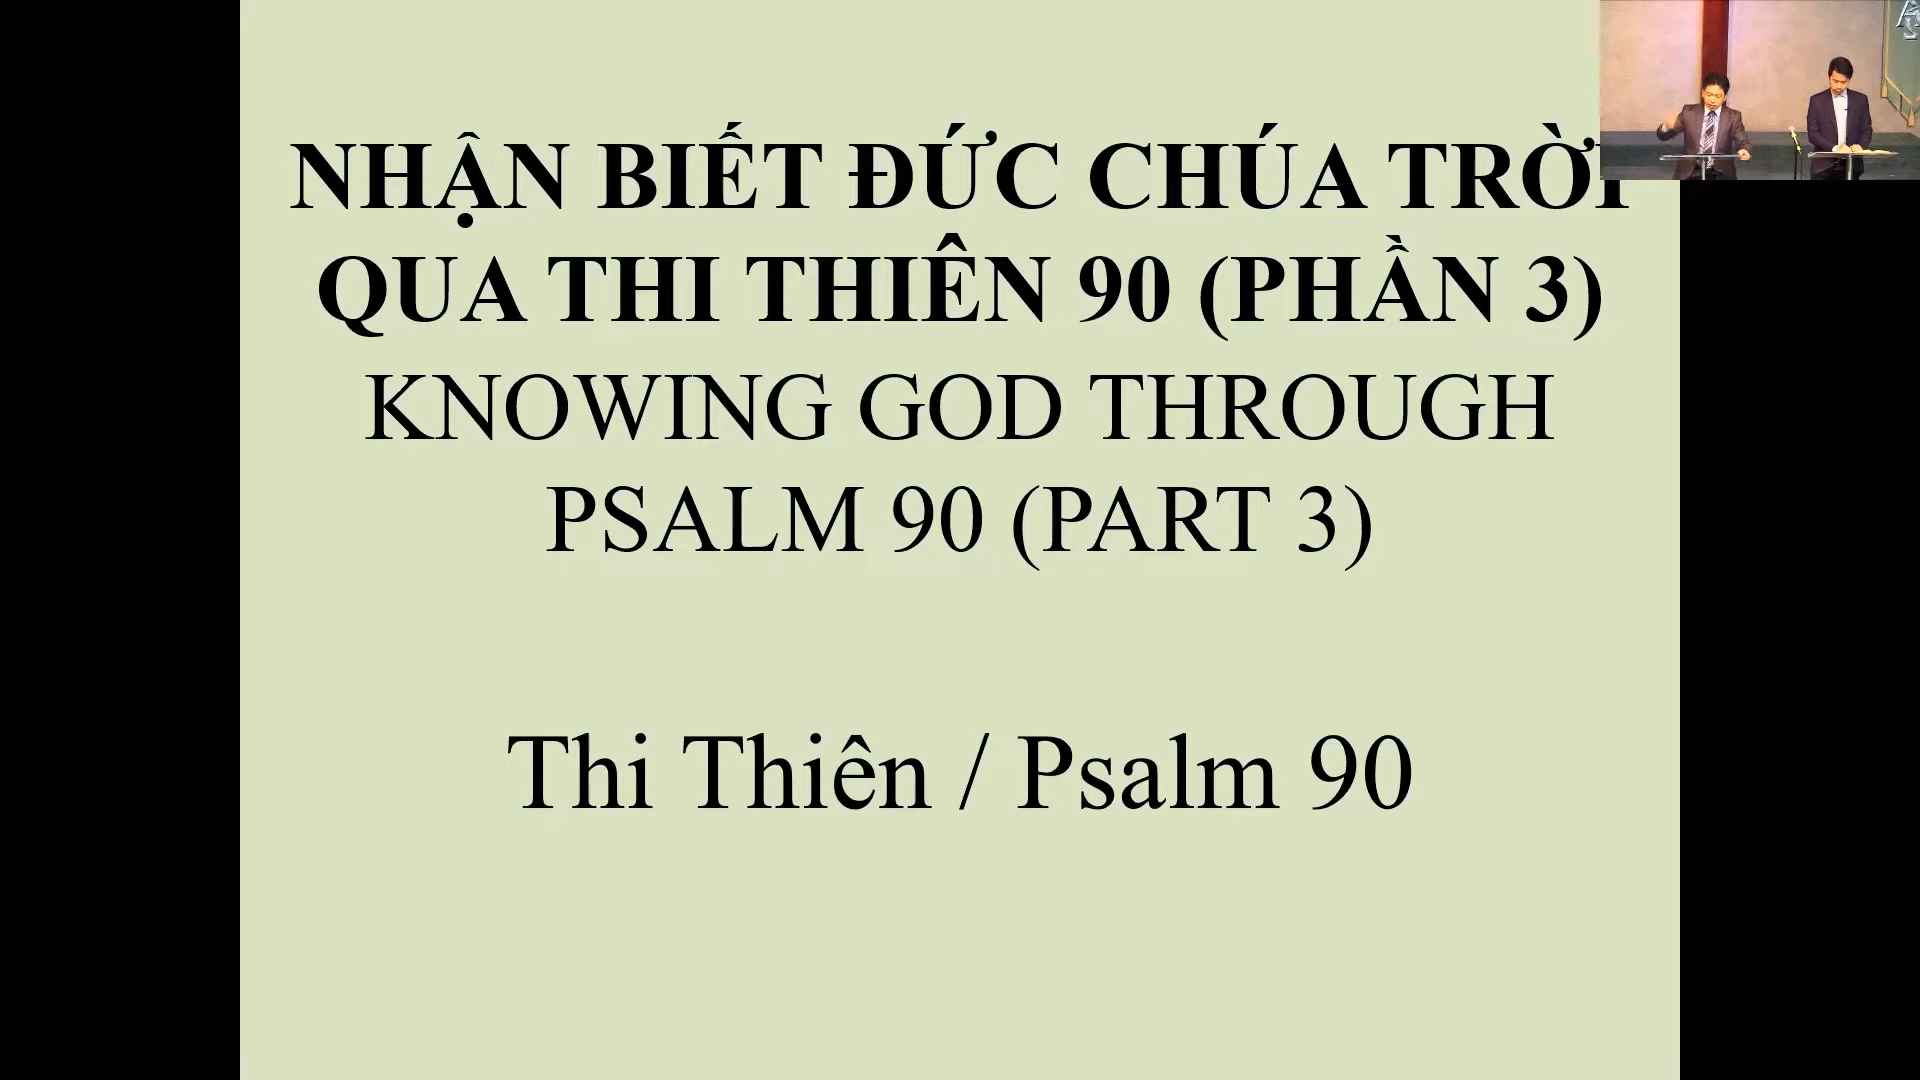 NHẬN BIẾT ĐỨC CHÚA TRỜI
QUA THI THIÊN 90 (PHẦN 3)
KNOWING GOD THROUGH
PSALM 90 (PART 3)
Thi Thiên / Psalm 90